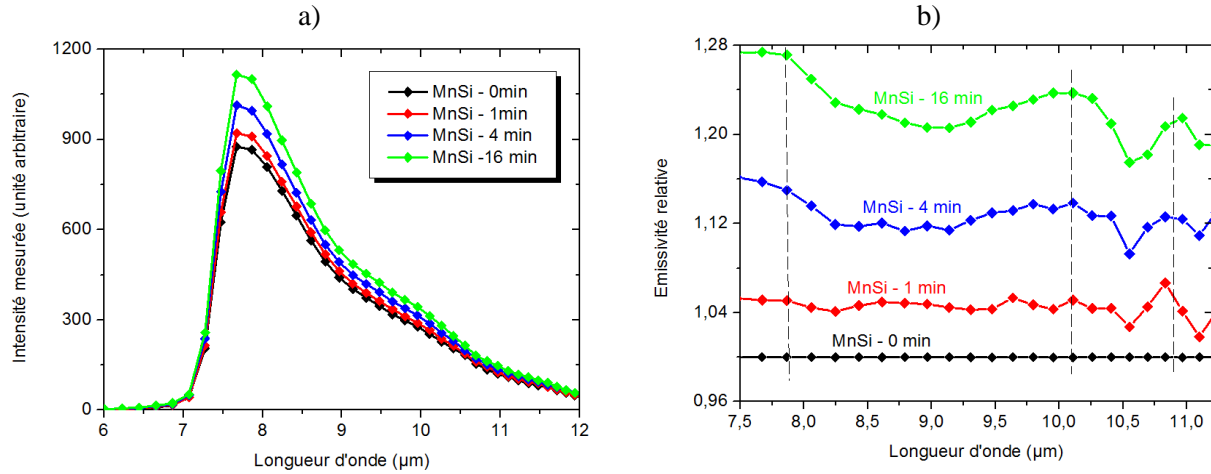 a)
1200
900
600
300
0
Intensité mesurée (unité arbitraire)
MnSi - 0min
MnSi - 1min
MnSi - 4 min
MnSi -16 min
6 7 8 9 10 11 12
Longueur d'onde (µm)
b)
1,28
1,20
1,12
1,04
0,96
Emissivité relative
MnSi - 16 min
MnSi - 4 min
MnSi - 1 min
MnSi - 0 min
7,5 8,0 8,5 9,0 9,5 10,0 10,5 11,0
Longueur d'onde (µm)